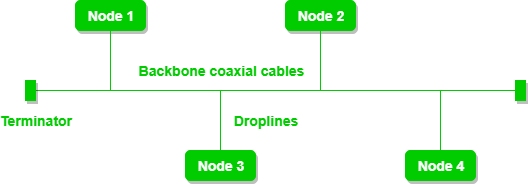 Node 1
Node 2
Backbone coaxial cables
Terminator
Droplines
Node 3
Node 4